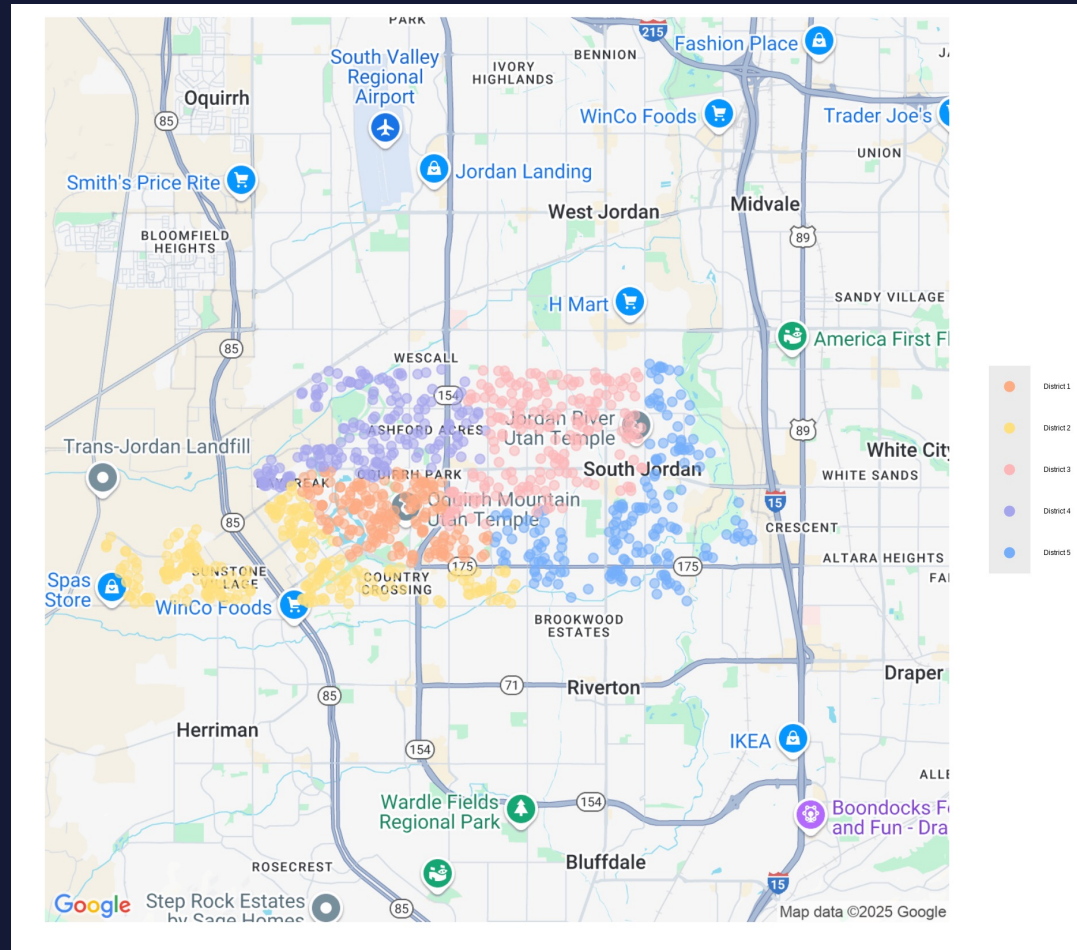 PARK
215
Fashion Place
BENNION
South Valley
Regional
Airport
IVORY
HIGHLANDS
Oquirrh
85
WinCo Foods
Trader Joe's
UNION
Smith's Price Rite
Jordan Landing
West Jordan
Midvale
BLOOMFIELD
HEIGHTS
89
H Mart
SANDY VILLAGE
America First F
85
WESCALL
154
Jordan River
Utah Temple
ASHFORD ACRES
89
Trans-Jordan Landfill
White City
South Jordan
WHITE SANDS
OQUIRRH PARK
REAK
Oquirrh Mountain
Utah Temple
15
85
CRESCENT
175
175
ALTARA HEIGHTS
FA
SUNSTONE
LAGE
COUNTRY
CROSSING
Spas
Store
WinCo Foods
BROOKWOOD
ESTATES
Draper
71
Riverton
85
Herriman
154
IKEA
ALLE
Wardle Fields
Regional Park
154
Boondocks F
and Fun - Dra
ROSECREST
Bluffdale
15
Google
Step Rock Estates
by Sage Homes
85
Map data ©2025 Google
District 1
District 2
District 3
District 4
District 5